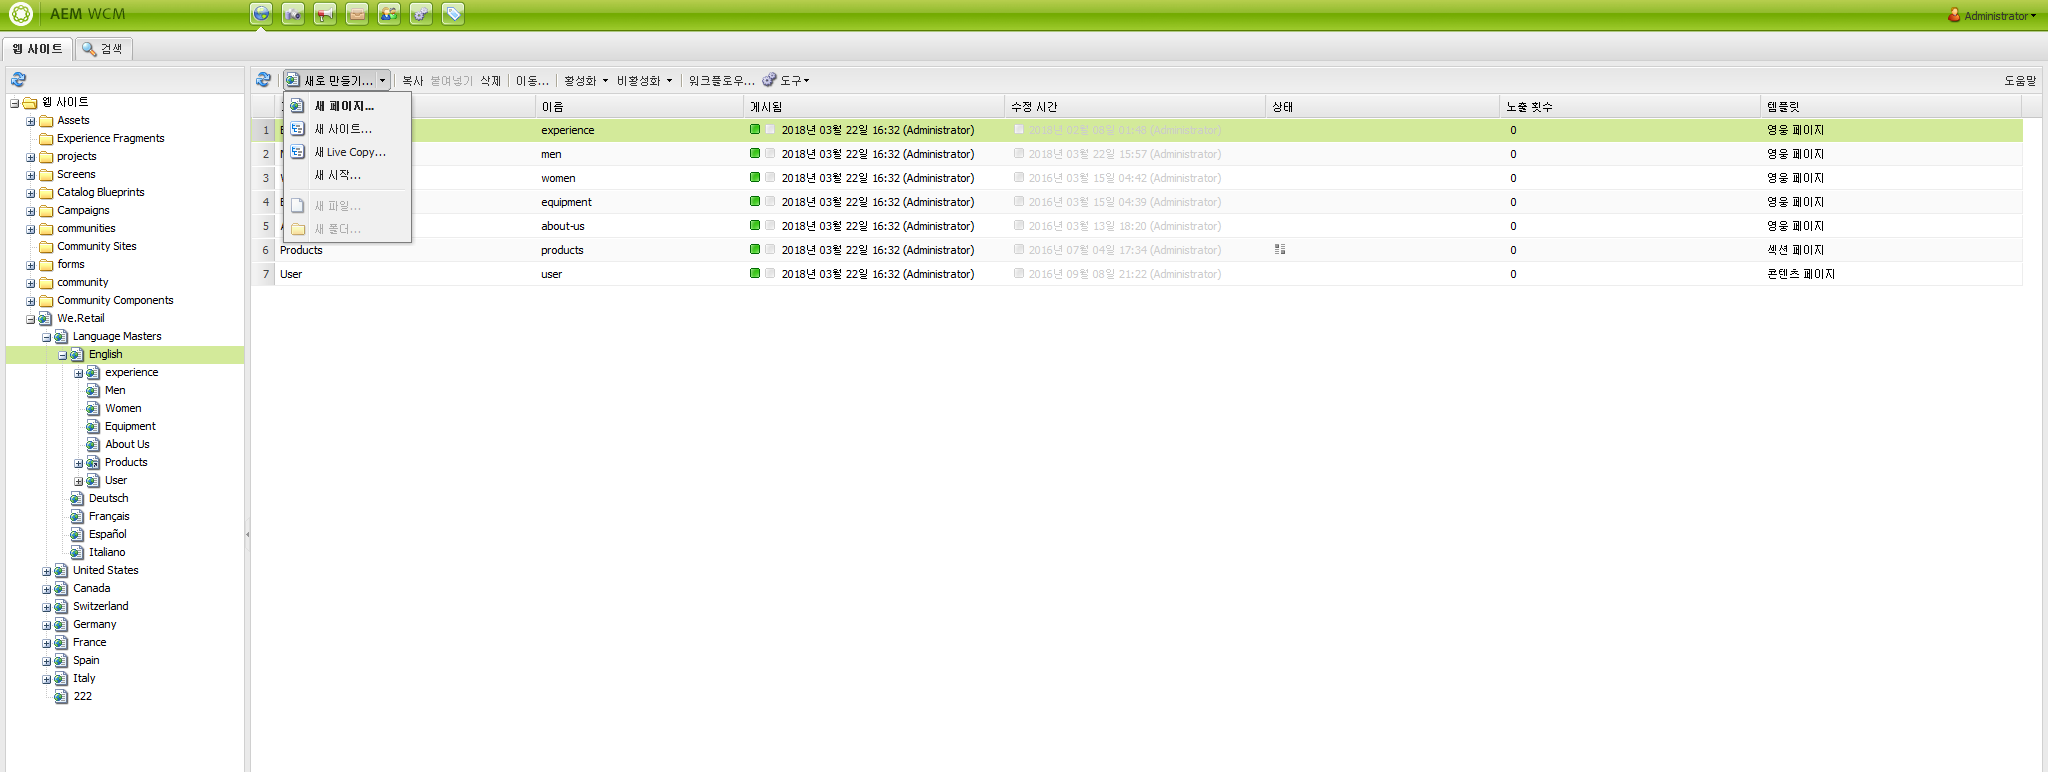 AEM WCM
Administrator
웹 사이트
검색
새로 만들기...
복사
붙여넣기
삭제
이동...
활성화
비활성화
워크플로우...
도구
도움말
새 페이지...
새 사이트...
새 Live Copy...
새 시작...
새 파일...
새 폴더...
웹 사이트
Assets
Experience Fragments
projects
Screens
Catalog Blueprints
Campaigns
communities
Community Sites
forms
community
Community Components
We.Retail
Language Masters
English
experience
Men
Women
Equipment
About Us
Products
User
Deutsch
Français
Español
Italiano
United States
Canada
Switzerland
Germany
France
Spain
Italy
222
이름 게시됨 수정 시간 상태 노출 횟수 템플릿
1 experience 2018년 03월 22일 16:32 (Administrator) 2018년 02월 08일 01:48 (Administrator) 0 영웅 페이지
2 men 2018년 03월 22일 16:32 (Administrator) 2018년 03월 22일 15:57 (Administrator) 0 영웅 페이지
3 women 2018년 03월 22일 16:32 (Administrator) 2016년 03월 15일 04:42 (Administrator) 0 영웅 페이지
4 equipment 2018년 03월 22일 16:32 (Administrator) 2016년 03월 15일 04:39 (Administrator) 0 영웅 페이지
5 about-us 2018년 03월 22일 16:32 (Administrator) 2016년 03월 13일 18:20 (Administrator) 0 영웅 페이지
6 Products products 2018년 03월 22일 16:32 (Administrator) 2016년 07월 04일 17:34 (Administrator) 0 섹션 페이지
7 User user 2018년 03월 22일 16:32 (Administrator) 2016년 09월 08일 21:22 (Administrator) 0 콘텐츠 페이지